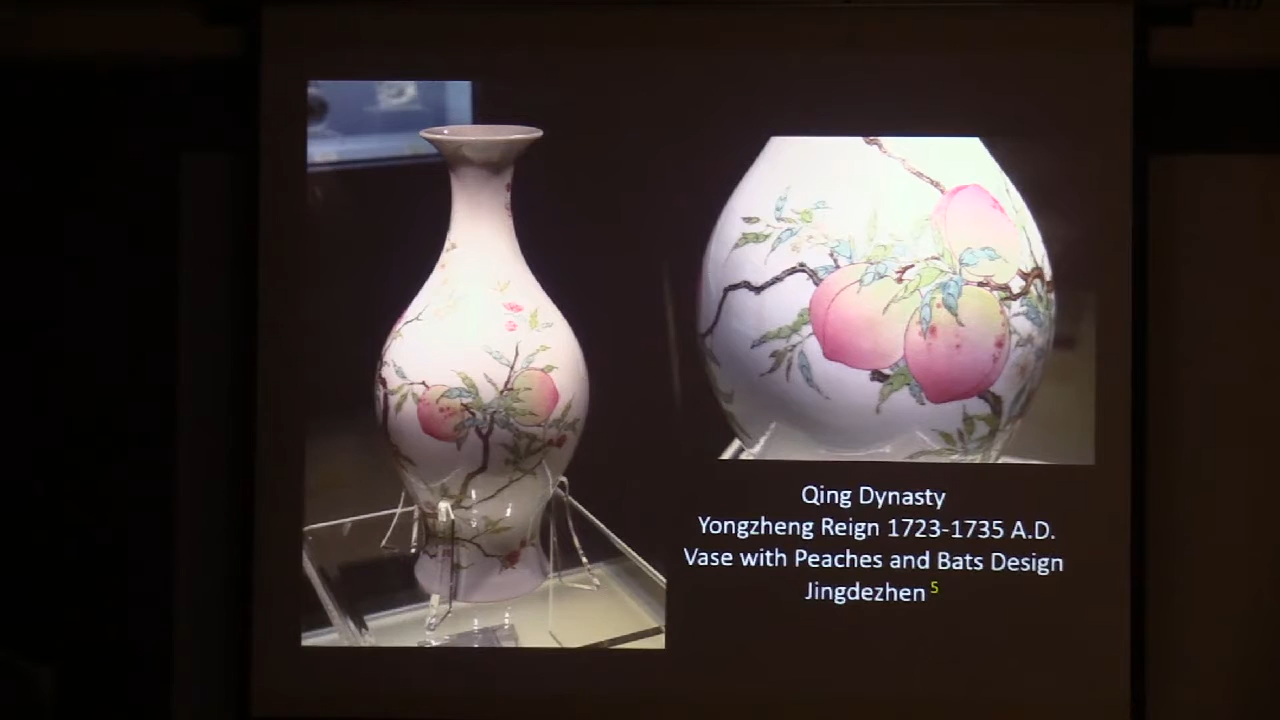 Qing Dynasty
Yongzheng Reign 1723-1735 A.D.
Vase with Peaches and Bats Design
Jingdezhen 5